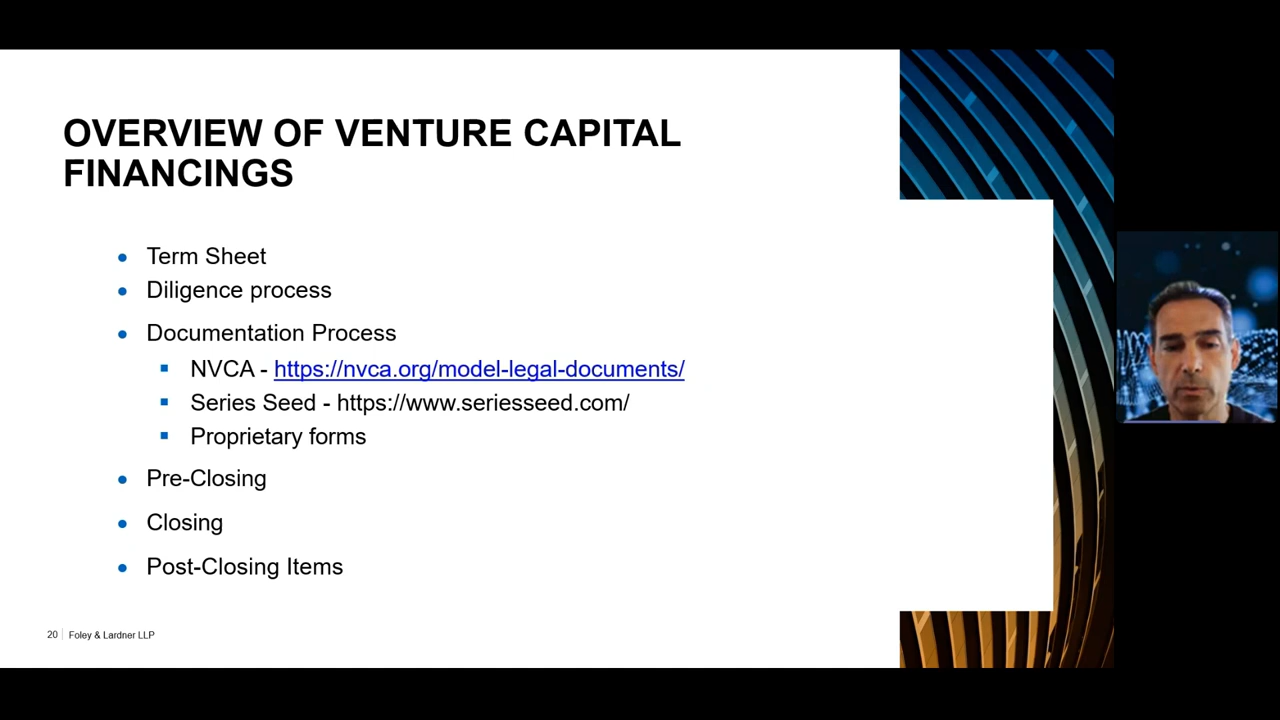 OVERVIEW OF VENTURE CAPITAL
FINANCINGS
• Term Sheet
• Diligence process
• Documentation Process
▪ NVCA - https://nvca.org/model-legal-documents/
▪ Series Seed - https://www.seriesseed.com/
▪ Proprietary forms
• Pre-Closing
• Closing
• Post-Closing Items
20 | Foley & Lardner LLP